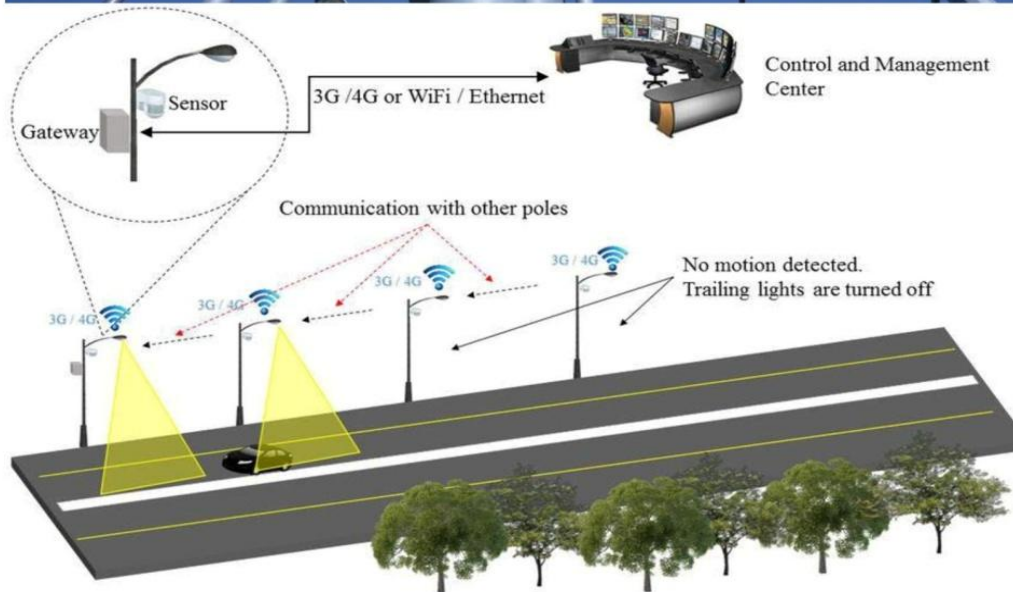 Sensor
Gateway
3G /4G or WiFi / Ethernet
Control and Management
Center
Communication with other poles
3G / 4G
3G / 4G
3G / 4G
3G / 4G
No motion detected.
Trailing lights are turned off